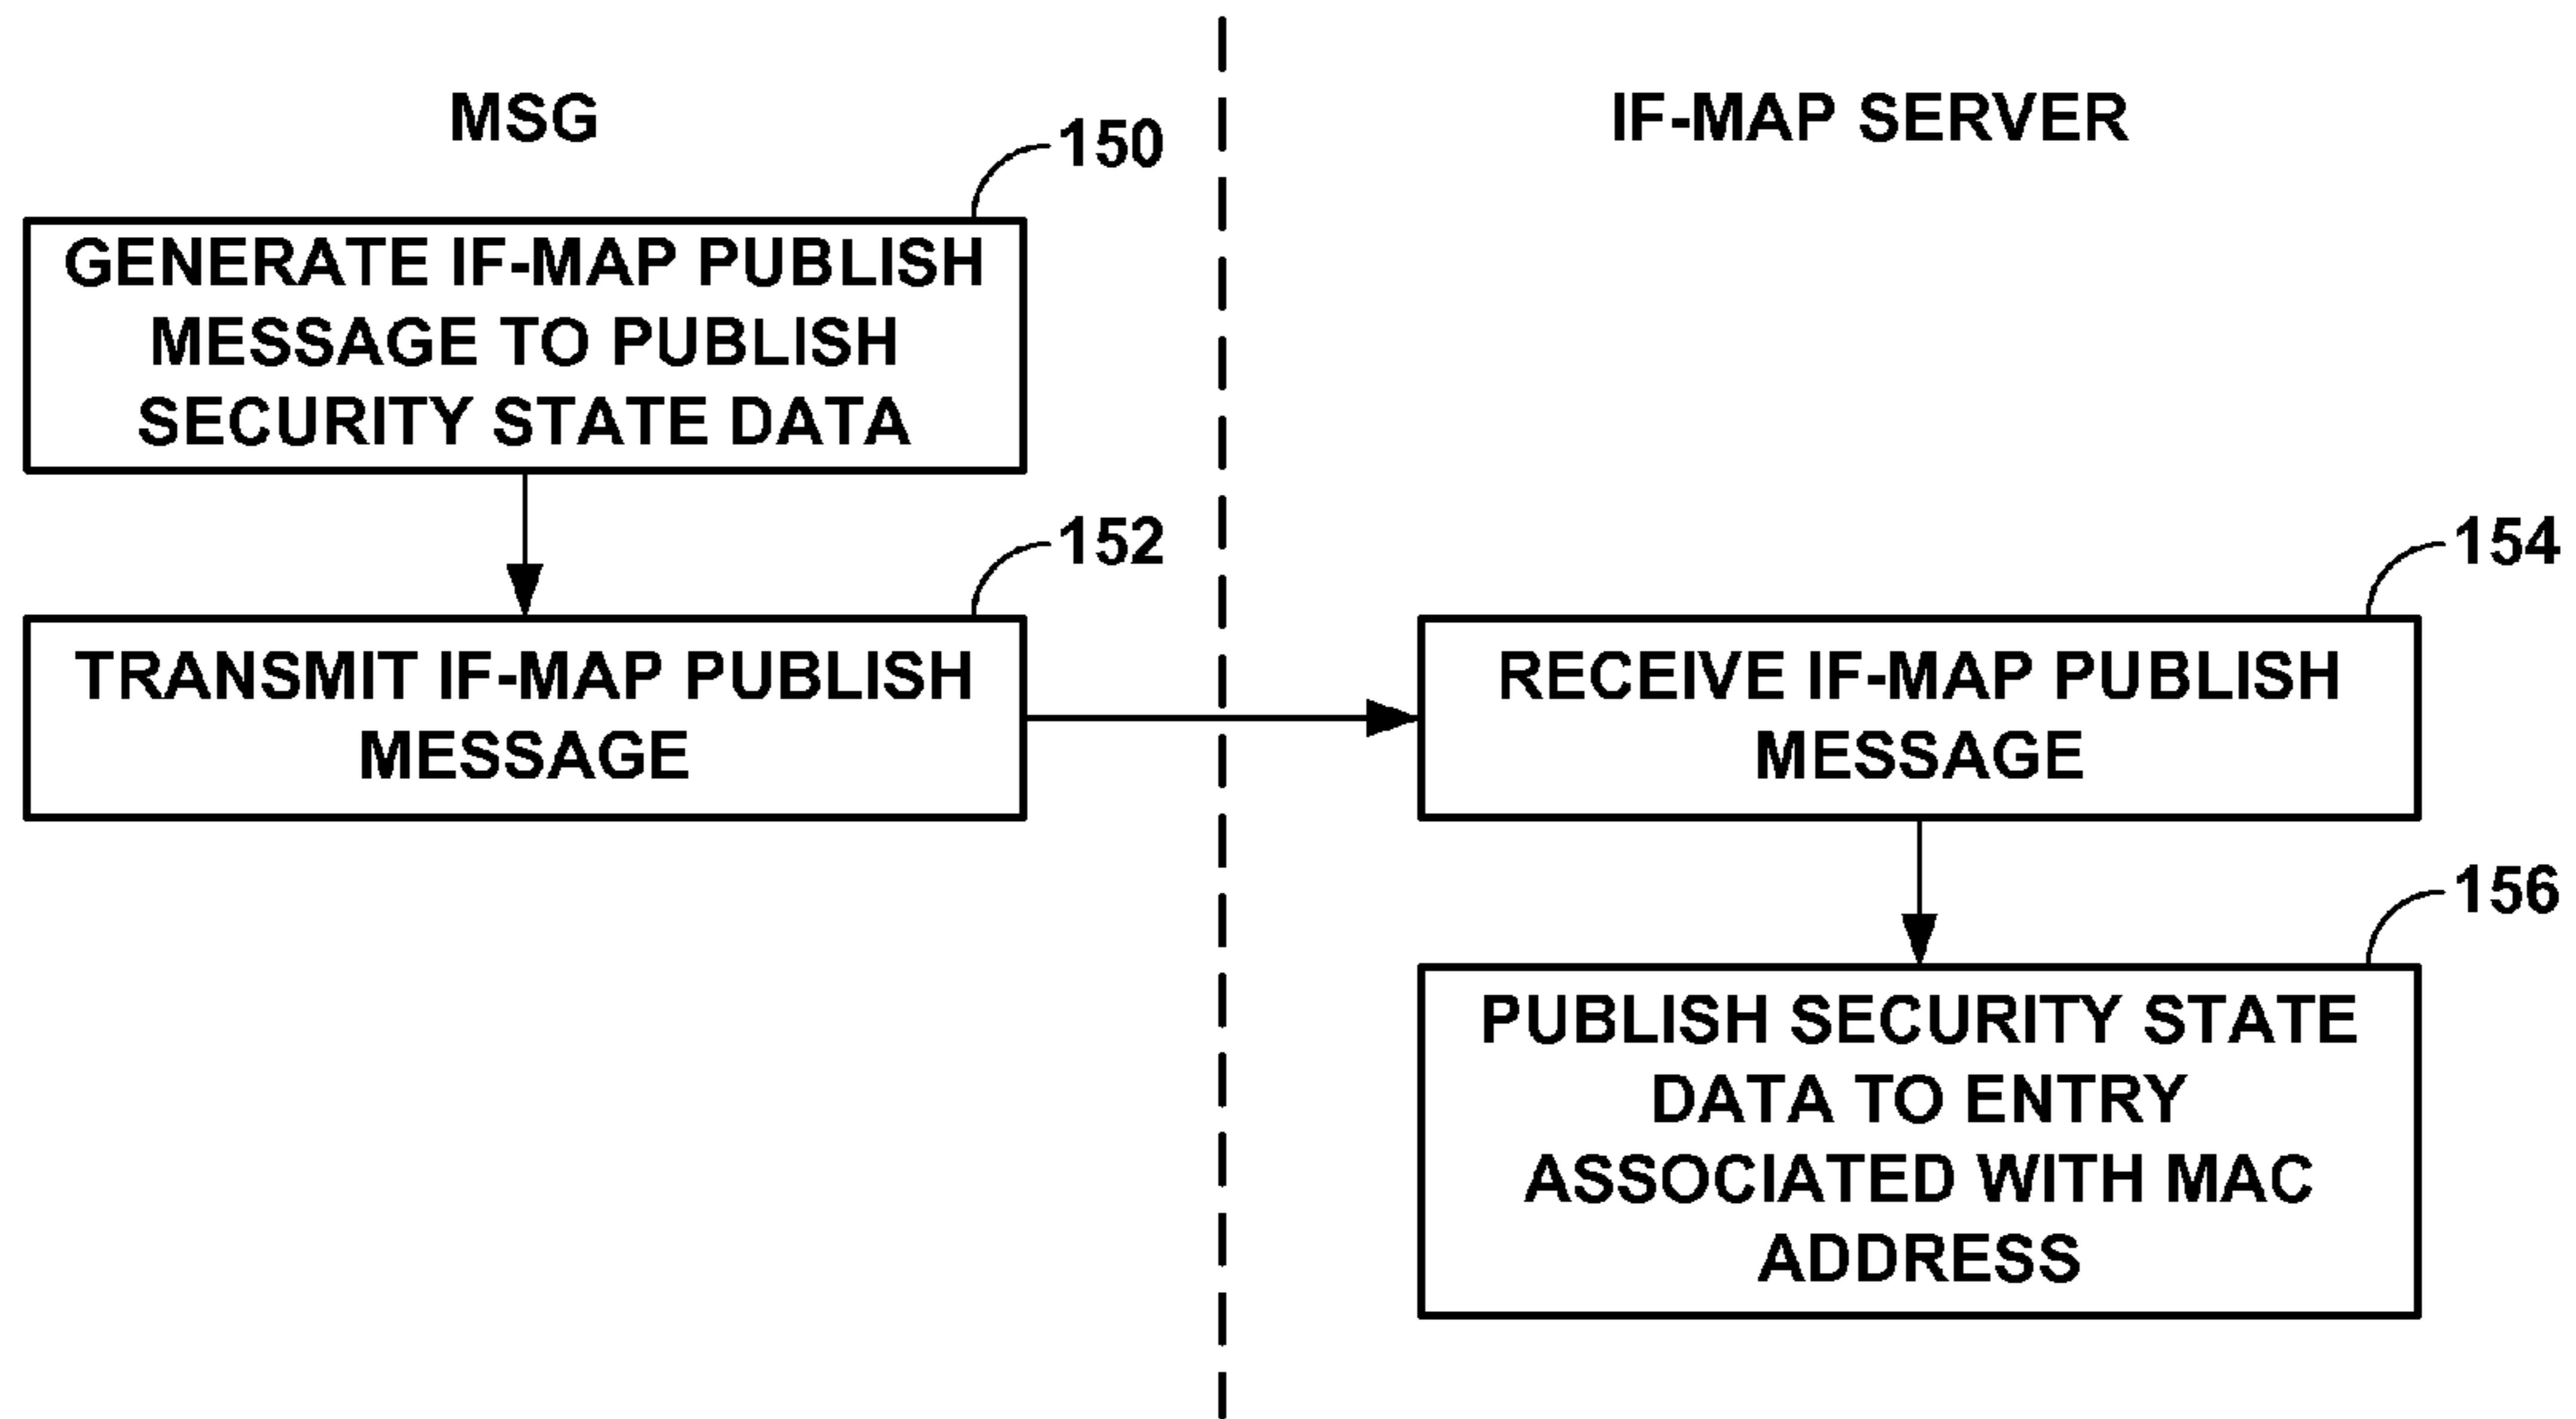 MSG
150
GENERATE IF-MAP PUBLISH
MESSAGE TO PUBLISH
SECURITY STATE DATA
152
TRANSMIT IF-MAP PUBLISH
MESSAGE
IF-MAP SERVER
154
RECEIVE IF-MAP PUBLISH
MESSAGE
156
PUBLISH SECURITY STATE
DATA TO ENTRY
ASSOCIATED WITH MAC
ADDRESS